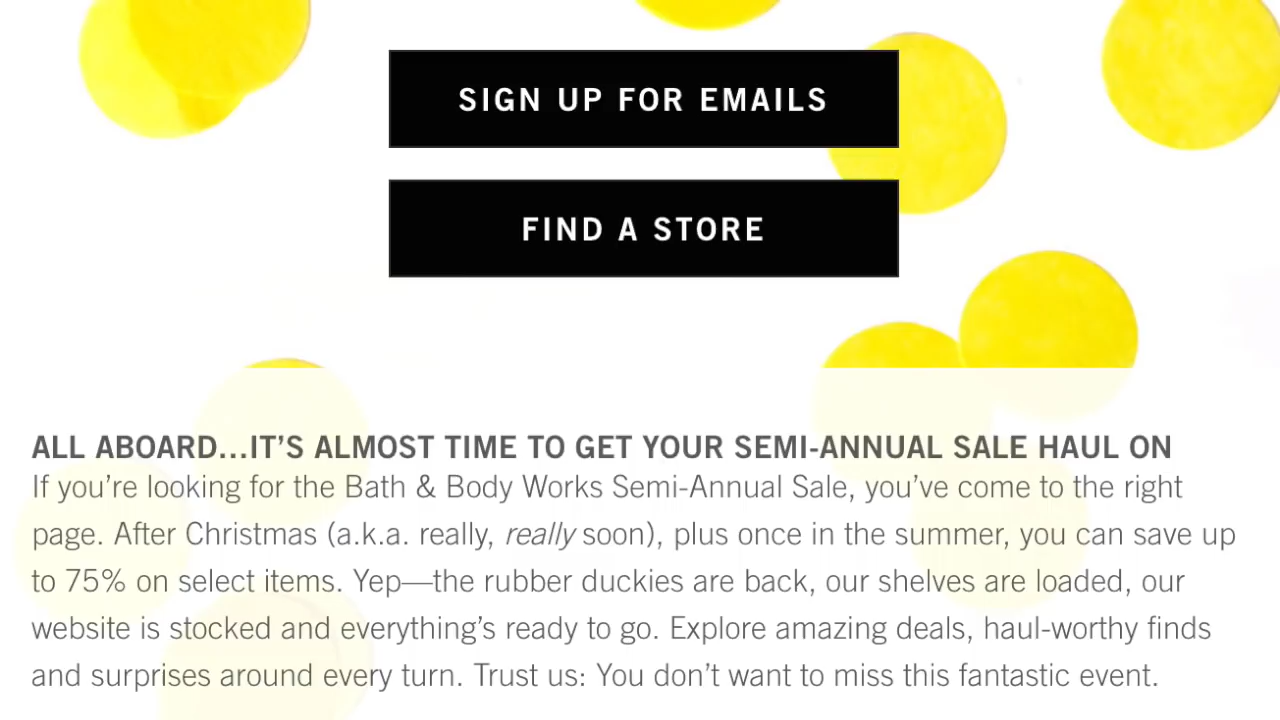 SIGN UP FOR EMAILS
FIND A STORE
ALL ABOARD…IT’S ALMOST TIME TO GET YOUR SEMI-ANNUAL SALE HAUL ON
If you’re looking for the Bath & Body Works Semi-Annual Sale, you’ve come to the right
page. After Christmas (a.k.a. really, really soon), plus once in the summer, you can save up
to 75% on select items. Yep—the rubber duckies are back, our shelves are loaded, our
website is stocked and everything’s ready to go. Explore amazing deals, haul-worthy finds
and surprises around every turn. Trust us: You don’t want to miss this fantastic event.